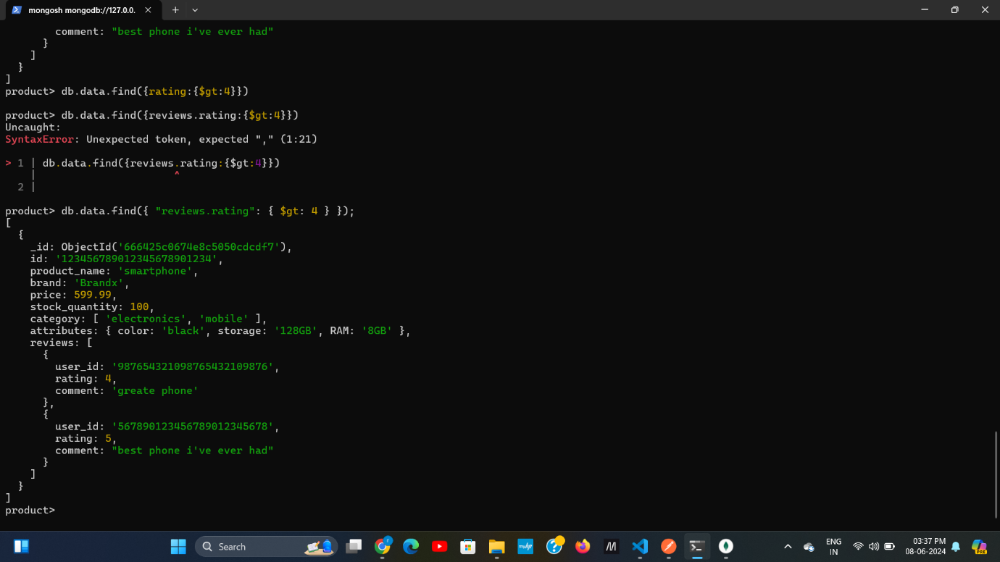 mongosh mongodb://127.0.0.
comment: "best phone i've ever had"
}
]
}
]
product> db.data.find({rating:{$gt:4}})
product> db.data.find({reviews.rating:{$gt:4}})
Uncaught:
SyntaxError: Unexpected token, expected "," (1:21)
> 1 | db.data.find({reviews.rating:{$gt:4}})
| ^
2 |
product> db.data.find({ "reviews.rating": { $gt: 4 } });
[
{
_id: ObjectId('666425c0674e8c5050cdcdf7'),
id: '123456789012345678901234',
product_name: 'smartphone',
brand: 'Brandx',
price: 599.99,
stock_quantity: 100,
category: [ 'electronics', 'mobile' ],
attributes: { color: 'black', storage: '128GB', RAM: '8GB' },
reviews: [
{
user_id: '987654321098765432109876',
rating: 4,
comment: 'greate phone'
},
{
user_id: '567890123456789012345678',
rating: 5,
comment: "best phone i've ever had"
}
]
}
]
product>
Search
ENG
IN
03:37 PM
08-06-2024
PRE